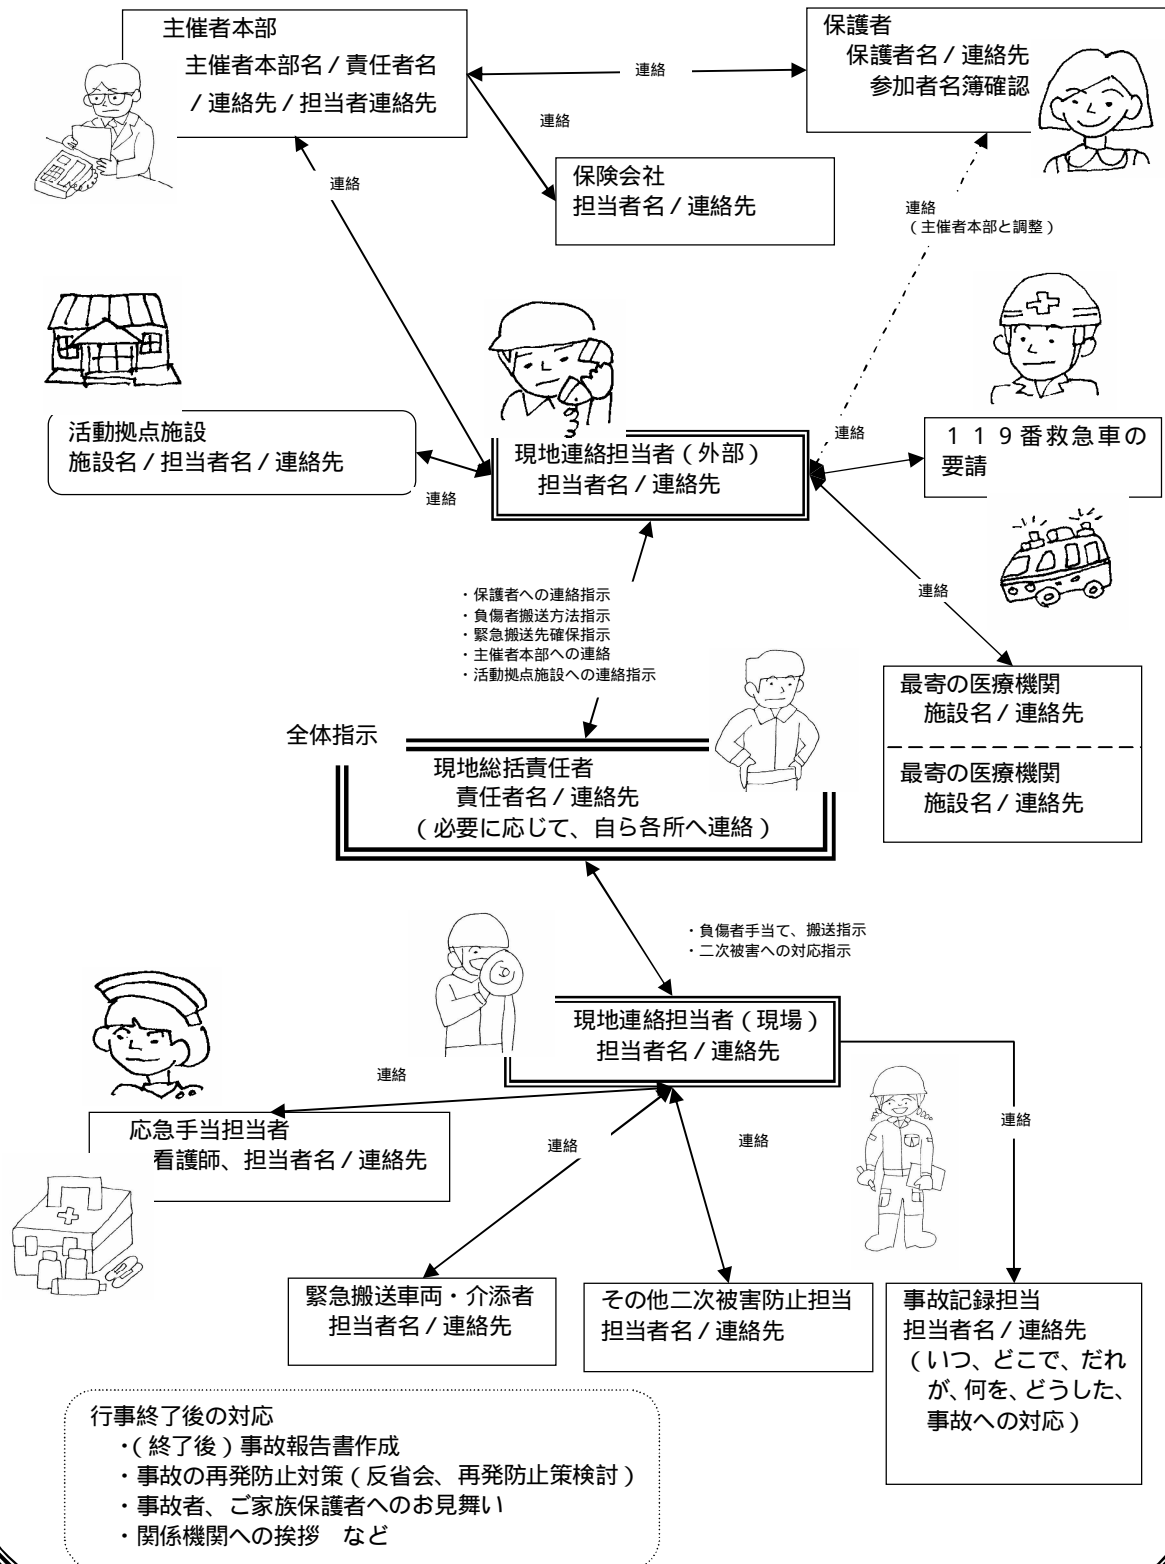 主催者本部
主催者本部名/責任者名
/連絡先/担当者連絡先
保護者
保護者名/連絡先
参加者名簿確認
連絡
連絡
保険会社
担当者名/連絡先
連絡
連絡
(主催者本部と調整)
活動拠点施設
施設名/担当者名/連絡先
連絡
現地連絡担当者(外部)
担当者名/連絡先
連絡
119番救急車の
要請
連絡
・保護者への連絡指示
・負傷者搬送方法指示
・緊急搬送先確保指示
・主催者本部への連絡
・活動拠点施設への連絡指示
最寄の医療機関
施設名/連絡先
最寄の医療機関
施設名/連絡先
全体指示
現地総括責任者
責任者名/連絡先
(必要に応じて、自ら各所へ連絡)
・負傷者手当て、搬送指示
・二次被害への対応指示
現地連絡担当者(現場)
担当者名/連絡先
連絡
連絡
連絡
連絡
応急手当担当者
看護師、担当者名/連絡先
緊急搬送車両・介添者
担当者名/連絡先
その他二次被害防止担当
担当者名/連絡先
事故記録担当
担当者名/連絡先
(いつ、どこで、だれ
が、何を、どうした、
事故への対応)
行事終了後の対応
・(終了後)事故報告書作成
・事故の再発防止対策(反省会、再発防止策検討)
・事故者、ご家族保護者へのお見舞い
・関係機関への挨拶 など